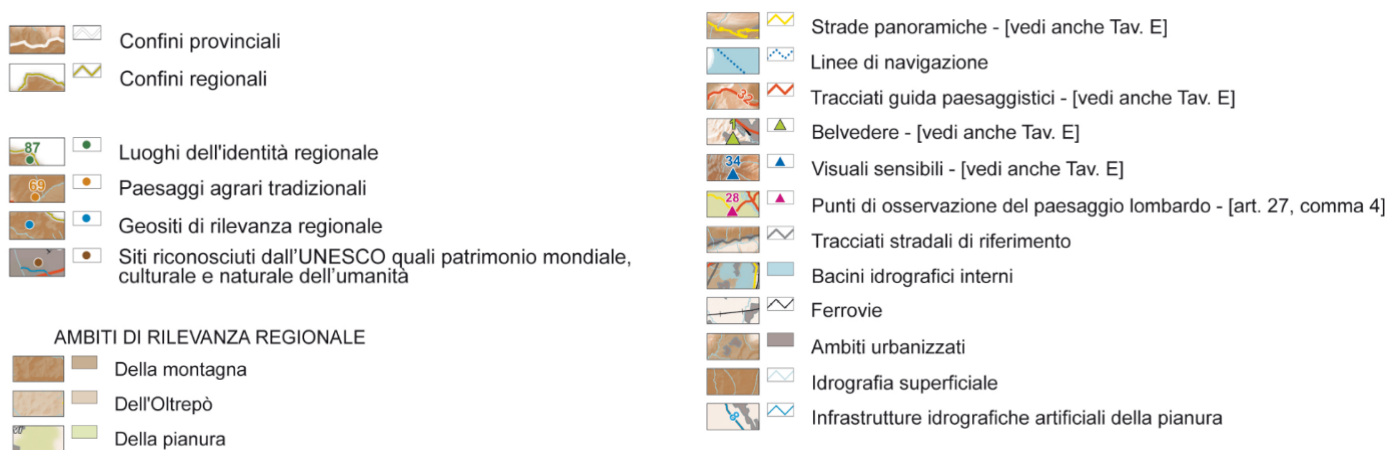 Confini provinciali
Confini regionali
87
Luoghi dell'identità regionale
69
Paesaggi agrari tradizionali
Geositi di rilevanza regionale
Siti riconosciuti dall'UNESCO quali patrimonio mondiale,
culturale e naturale dell'umanità
AMBITI DI RILEVANZA REGIONALE
Della montagna
Dell'Oltrepò
Della pianura
Strade panoramiche - [vedi anche Tav. E]
Linee di navigazione
32
Tracciati guida paesaggistici - [vedi anche Tav. E]
1
Belvedere - [vedi anche Tav. E]
34
Visuali sensibili - [vedi anche Tav. E]
28
Punti di osservazione del paesaggio lombardo - [art. 27, comma 4]
Tracciati stradali di riferimento
Bacini idrografici interni
Ferrovie
Ambiti urbanizzati
Idrografia superficiale
8
Infrastrutture idrografiche artificiali della pianura